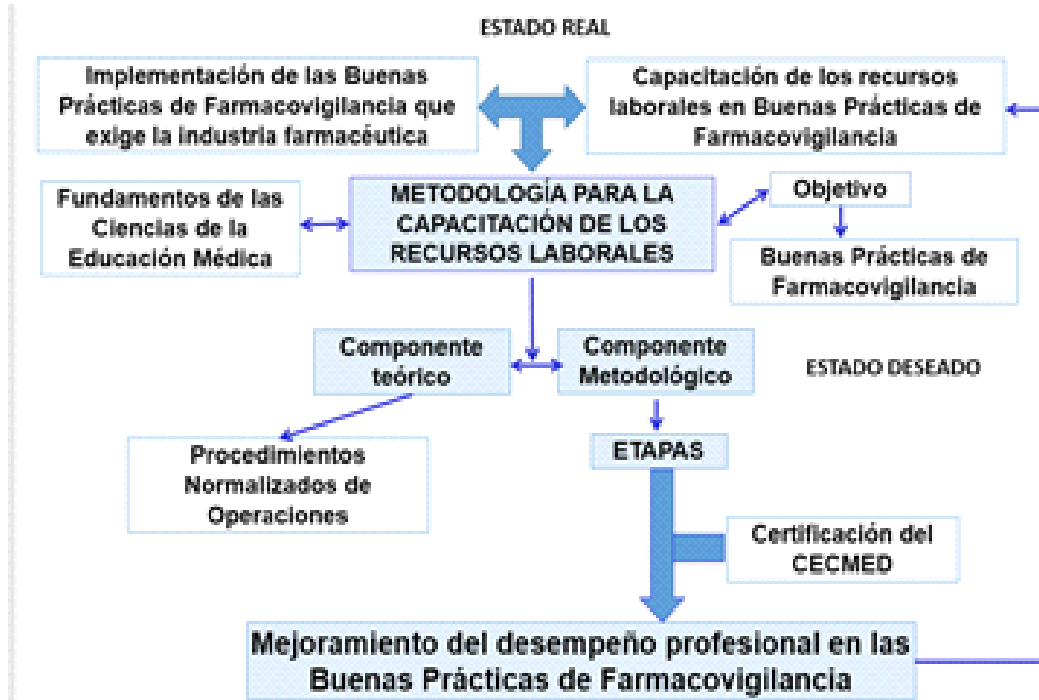 ESTADO REAL
Implementación de las Buenas
Prácticas de Farmacovigilancia que
exige la industria farmacéutica
Capacitación de los recursos
laborales en Buenas Prácticas de
Farmacovigilancia
Fundamentos de las
Ciencias de la
Educación Médica
METODOLOGÍA PARA LA
CAPACITACIÓN DE LOS
RECURSOS LABORALES
Objetivo
Buenas Prácticas de
Farmacovigilancia
Componente
teórico
Componente
Metodológico
ESTADO DESEADO
Procedimientos
Normalizados de
Operaciones
ETAPAS
Certificación del
CECMED
Mejoramiento del desempeño profesional en las
Buenas Prácticas de Farmacovigilancia